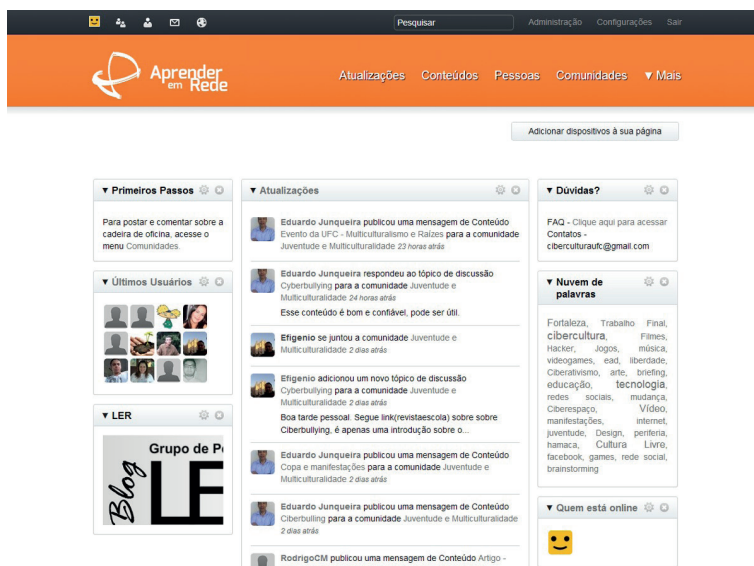 Pesquisar
Administração Configurações Sair
Aprender
em Rede
Atualizações Conteúdos Pessoas Comunidades ▼ Mais
Adicionar dispositivos à sua página
▼ Primeiros Passos
Para postar e comentar sobre a
cadeira de oficina, acesse o
menu Comunidades.
▼ Últimos Usuários
▼ LER
Grupo de P
Blog
LE
▼ Atualizações
Eduardo Junqueira publicou uma mensagem de Conteúdo
Evento da UFC - Multiculturalismo e Raízes para a comunidade
Juventude e Multiculturalidade 23 horas atrás
Eduardo Junqueira respondeu ao tópico de discussão
Cyberbullying para a comunidade Juventude e
Multiculturalidade 24 horas atrás
Esse conteúdo é bom e confiável, pode ser útil.
Efigenio se juntou a comunidade Juventude e
Multiculturalidade 2 dias atrás
Efigenio adicionou um novo tópico de discussão
Cyberbullying para a comunidade Juventude e
Multiculturalidade 2 dias atrás
Boa tarde pessoal. Segue link(revistaescola) sobre sobre
Ciberbullying, é apenas uma introdução sobre o...
Eduardo Junqueira publicou uma mensagem de Conteúdo
Copa e manifestações para a comunidade Juventude e
Multiculturalidade 2 dias atrás
Eduardo Junqueira publicou uma mensagem de Conteúdo
Ciberbulling para a comunidade Juventude e Multiculturalidade
2 dias atrás
RodrigoCM publicou uma mensagem de Conteúdo Artigo -
▼ Dúvidas?
FAQ - Clique aqui para acessar
Contatos -
ciberculturaufc@gmail.com
▼ Nuvem de
palavras
Fortaleza, Trabalho Final,
cibercultura, Filmes,
Hacker, Jogos, música,
videogames, ead, liberdade,
Ciberativismo, arte, briefing,
educação, tecnologia,
redes sociais, mudança,
Ciberespaço, Vídeo,
manifestações, internet,
juventude, Design, periferia,
hamaca, Cultura Livre,
facebook, games, rede social,
brainstorming
▼ Quem está online